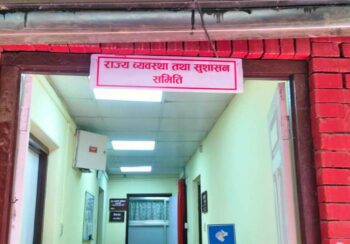 राज्य व्यवस्था तथा सुशासन
समिति